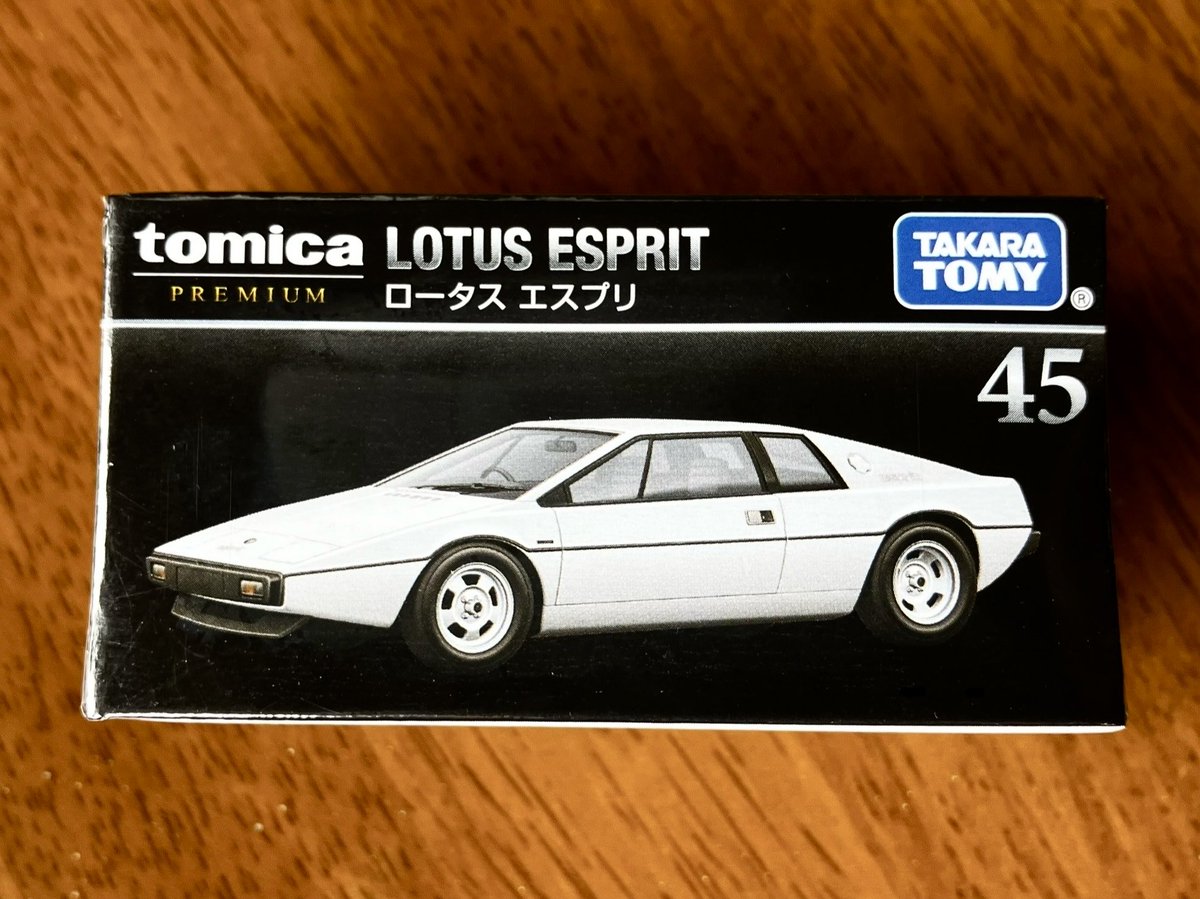 tomica
PREMIUM
LOTUS ESPRIT
ロータス エスプリ
TAKARA
TOMY
®
45